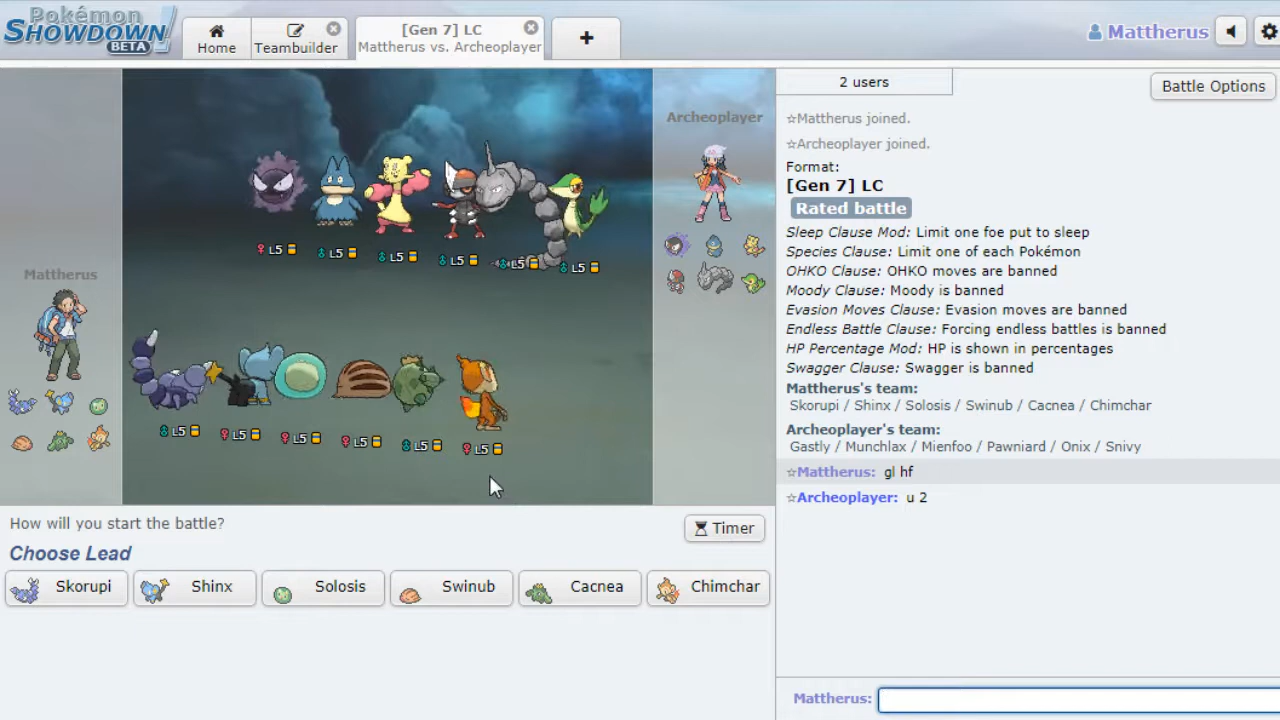 Pokémon
SHOWDOWN!
BETA
Home
Teambuilder
[Gen 7] LC
Mattherus vs. Archeoplayer
Mattherus
2 users
Battle Options
Archeoplayer
Mattherus
L5
L5
L5
L5
L5
L5
L5
L5
L5
L5
L5
L5
☆Mattherus joined.
☆Archeoplayer joined.
Format:
[Gen 7] LC
Rated battle
Sleep Clause Mod: Limit one foe put to sleep
Species Clause: Limit one of each Pokémon
OHKO Clause: OHKO moves are banned
Moody Clause: Moody is banned
Evasion Moves Clause: Evasion moves are banned
Endless Battle Clause: Forcing endless battles is banned
HP Percentage Mod: HP is shown in percentages
Swagger Clause: Swagger is banned
Mattherus's team:
Skorupi / Shinx / Solosis / Swinub / Cacnea / Chimchar
Archeoplayer's team:
Gastly / Munchlax / Mienfoo / Pawniard / Onix / Snivy
☆Mattherus: gl hf
☆Archeoplayer: u 2
How will you start the battle?
Timer
Choose Lead
Skorupi
Shinx
Solosis
Swinub
Cacnea
Chimchar
Mattherus: